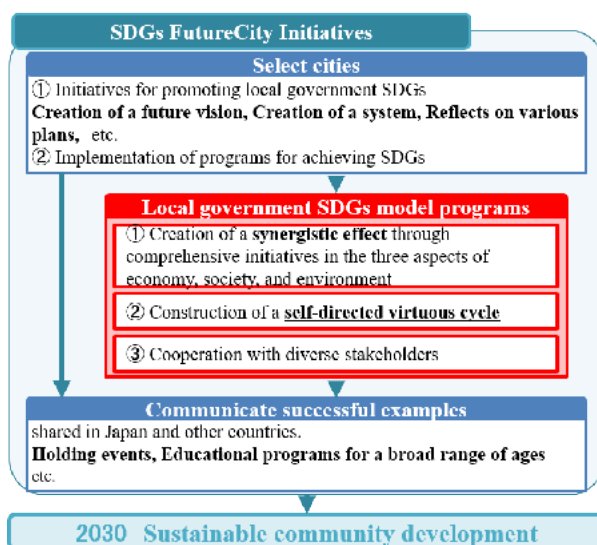 SDGs FutureCity Initiatives
Select cities
① Initiatives for promoting local government SDGs
Creation of a future vision, Creation of a system, Reflects on various
plans, etc.
② Implementation of programs for achieving SDGs
Local government SDGs model programs
① Creation of a synergistic effect through
comprehensive initiatives in the three aspects of
economy, society, and environment
② Construction of a self-directed virtuous cycle
③ Cooperation with diverse stakeholders
Communicate successful examples
shared in Japan and other countries.
Holding events, Educational programs for a broad range of ages
etc.
2030 Sustainable community development